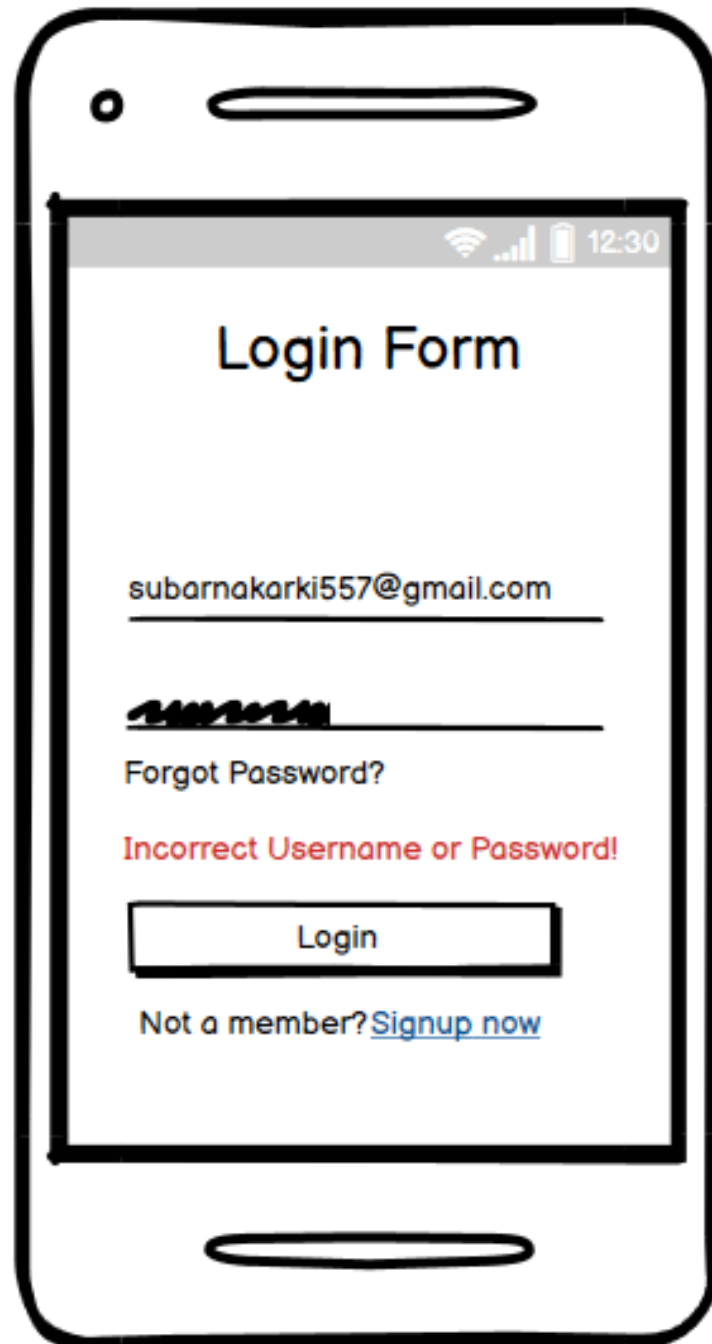 12:30
Login Form
subarnakarki557@gmail.com
Forgot Password?
Incorrect Username or Password!
Login
Not a member?Signup now